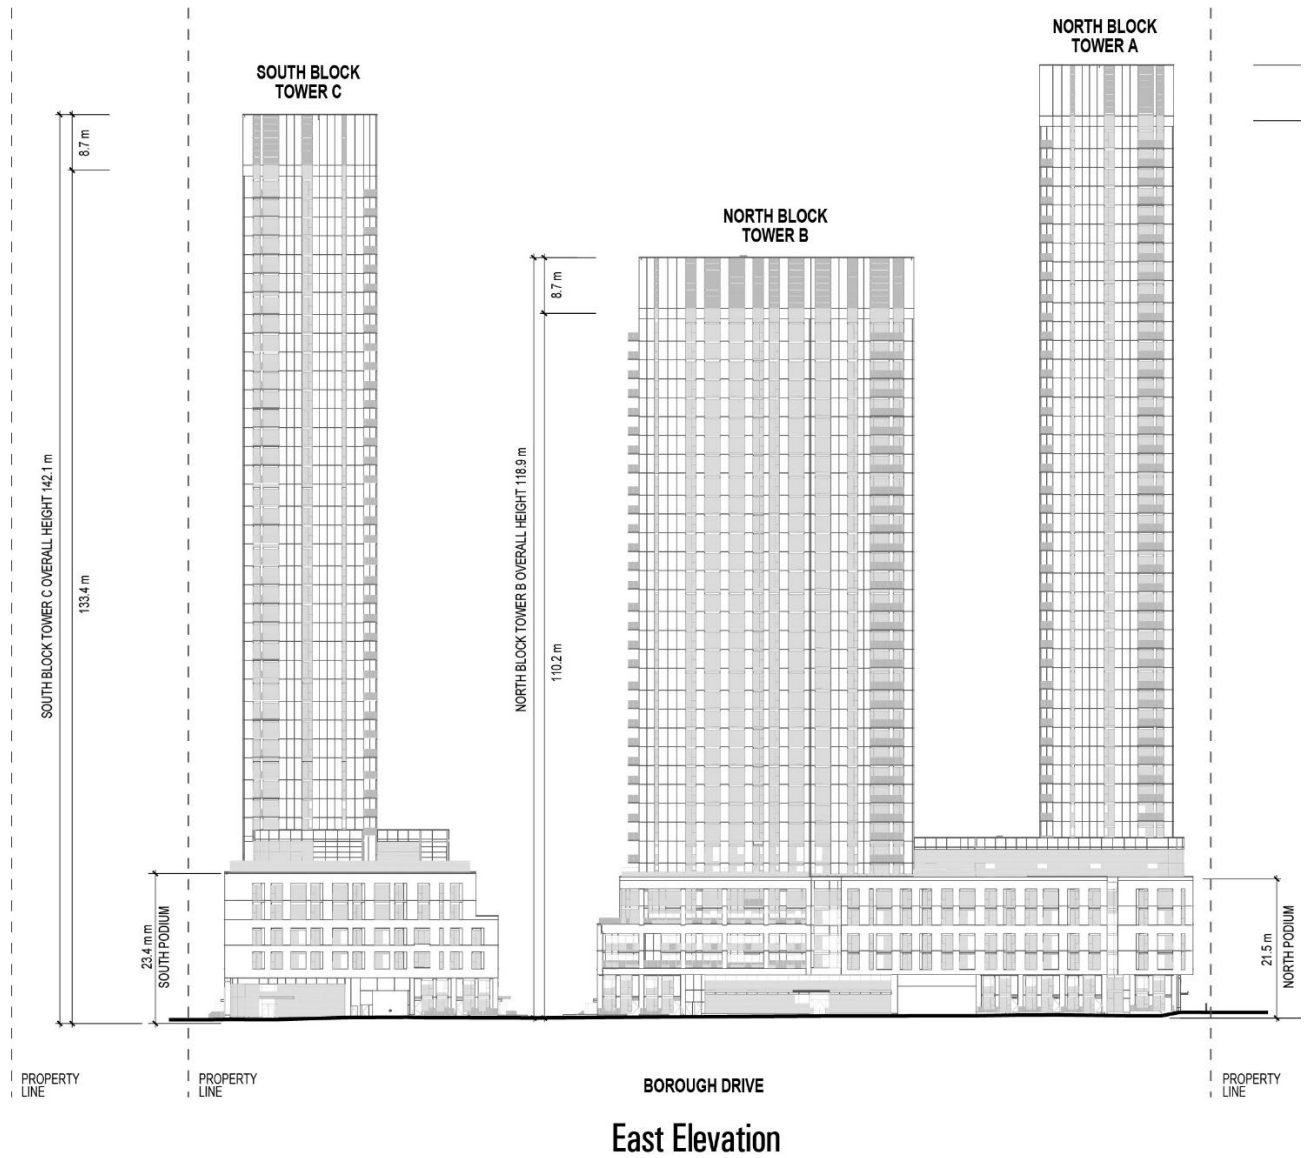 NORTH BLOCK
TOWER A
SOUTH BLOCK
TOWER C
NORTH BLOCK
TOWER B
8.7 m
SOUTH BLOCK TOWER C OVERALL HEIGHT 142.1 m
133.4 m
8.7 m
NORTH BLOCK TOWER B OVERALL HEIGHT 118.9 m
110.2 m
23.4 m m
SOUTH PODIUM
21.5 m
NORTH PODIUM
PROPERTY
LINE
PROPERTY
LINE
BOROUGH DRIVE
PROPERTY
LINE
East Elevation